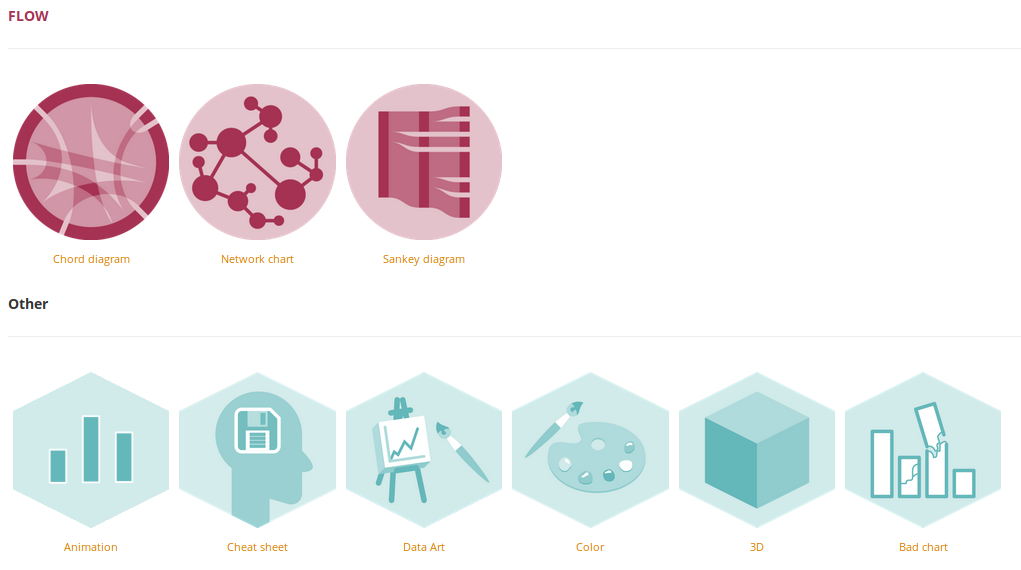 FLOW
Chord diagram
Network chart
Sankey diagram
Other
Animation
Cheat sheet
Data Art
Color
3D
Bad chart